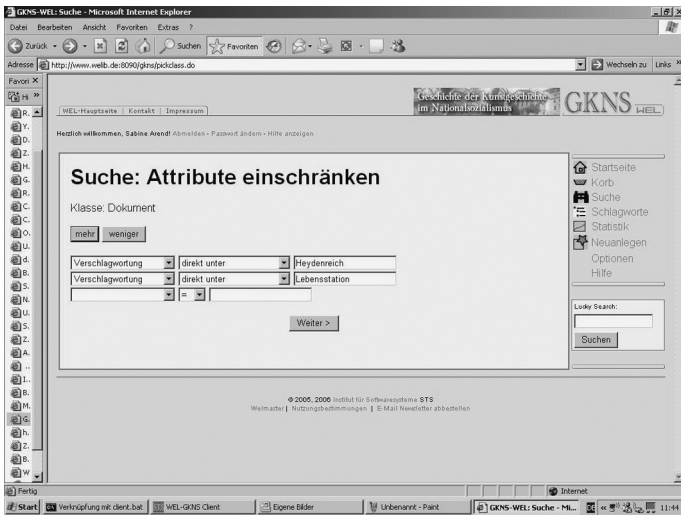 GKNS-WEL: Suche - Microsoft Internet Explorer
Datei Bearbeiten Ansicht Favoriten Extras ?
Zurück Suchen Favoriten
Adresse http://www.welib.de:8090/gkns/pickclass.do Wechseln zu Links »
Favori X
Hi »
R.
Y.
D.
Z.
H.
G.
R.
C.
C.
O.
U.
d.
B.
S.
N.
U.
S.
Z.
A.
..
I..
B.
M.
G.
h.
Z.
B.
W
WEL-Hauptseite | Kontakt | Impressum
Geschichte der Kunstgeschichte
im Nationalsozialismus
GKNS WEL
Herzlich willkommen, Sabine Arend! Abmelden • Passwort ändern • Hilfe anzeigen
Suche: Attribute einschränken
Klasse: Dokument
mehr weniger
Verschlagwortung direkt unter Heydenreich
Verschlagwortung direkt unter Lebensstation
=
Weiter >
Startseite
Korb
Suche
Schlagworte
Statistik
Neuanlegen
Optionen
Hilfe
Lucky Search:
Suchen
© 2005, 2006 Institut für Softwaresysteme STS
Welmaster | Nutzungsbestimmungen | E-Mail Newsletter abbestellen
Fertig Internet
Start Verknüpfung mit client.bat WEL-GKNS Client Eigene Bilder Unbenannt - Paint GKNS-WEL: Suche - Mi... « 11:44